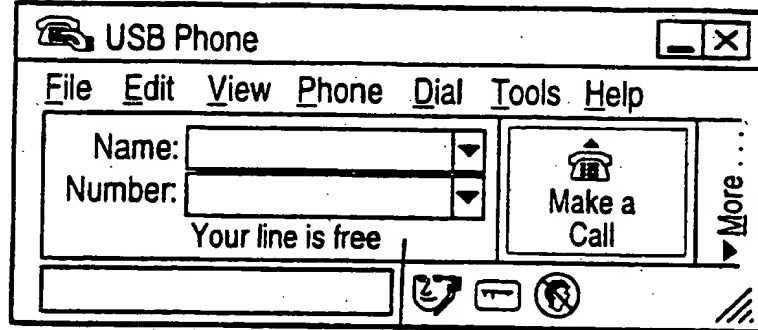 USB Phone
File Edit View Phone Dial Tools Help
Name:
Number:
Your line is free
Make a
Call
More . . .